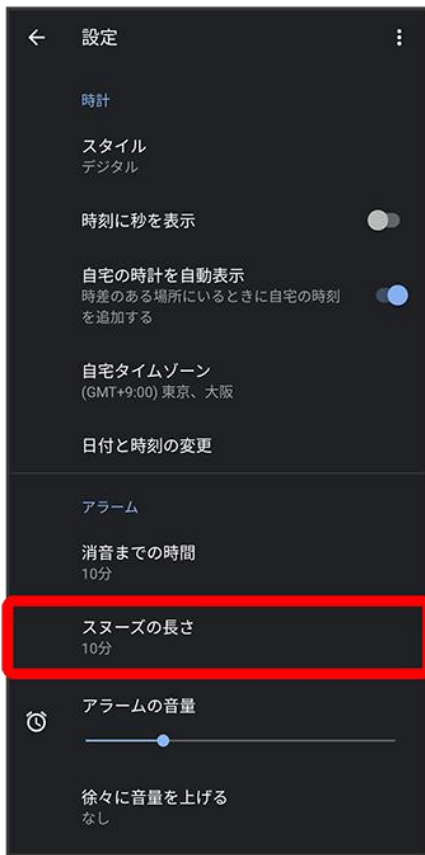 設定
時計
スタイル
デジタル
時刻に秒を表示
自宅の時計を自動表示
時差のある場所にいるときに自宅の時刻
を追加する
自宅タイムゾーン
(GMT+9:00) 東京、大阪
日付と時刻の変更
アラーム
消音までの時間
10分
スヌーズの長さ
10分
アラームの音量
徐々に音量を上げる
なし